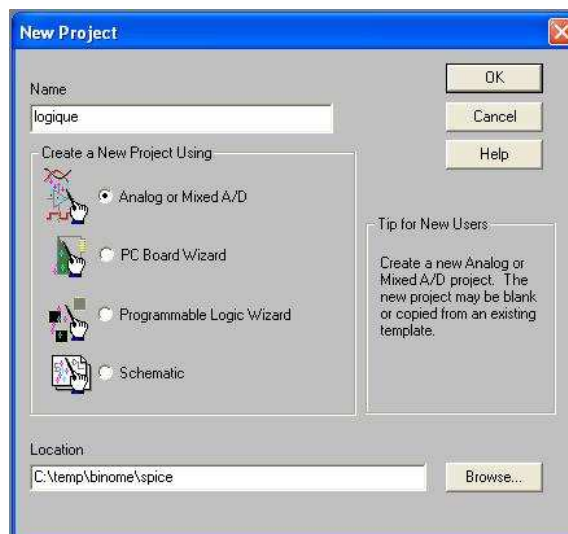 New Project
Name
logique
OK
Cancel
Help
Create a New Project Using
Analog or Mixed A/D
PC Board Wizard
Programmable Logic Wizard
Schematic
Tip for New Users
Create a new Analog or
Mixed A/D project. The
new project may be blank
or copied from an existing
template.
Location
C:\temp\binome\spice
Browse...